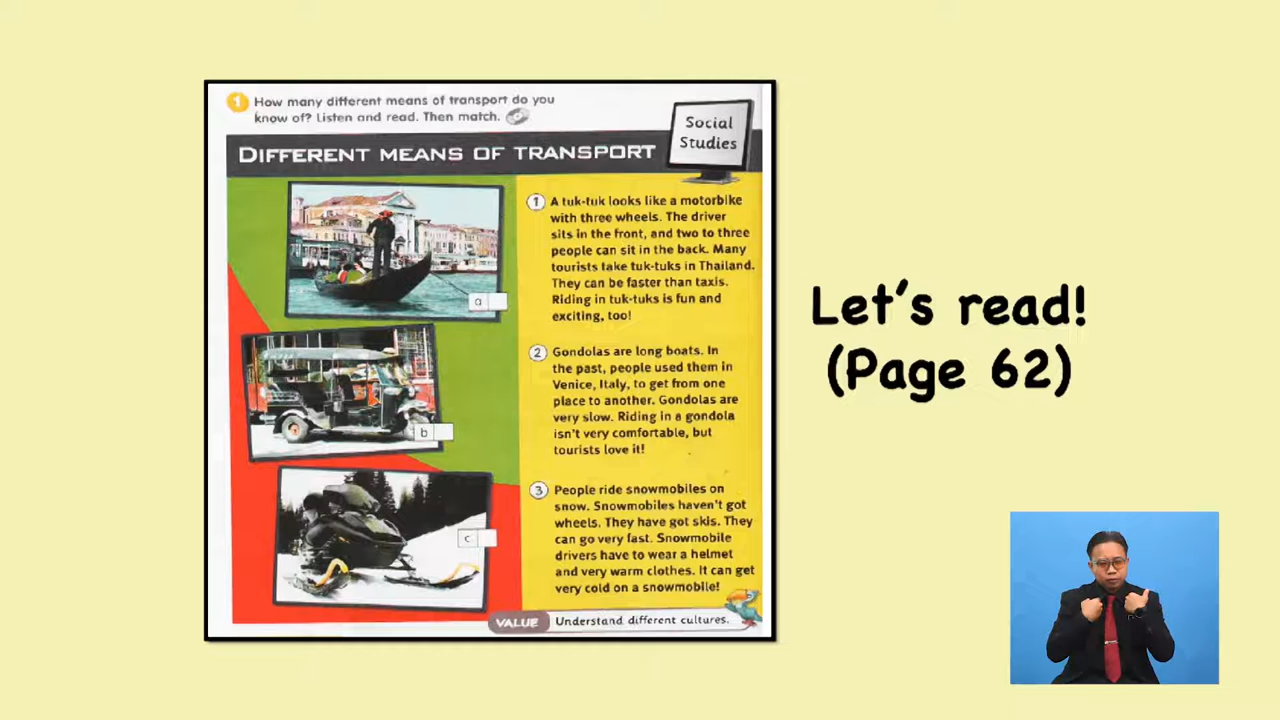 1 How many different means of transport do you
know of? Listen and read. Then match.
Social
Studies
DIFFERENT MEANS OF TRANSPORT
a
b
c
1 A tuk-tuk looks like a motorbike
with three wheels. The driver
sits in the front, and two to three
people can sit in the back. Many
tourists take tuk-tuks in Thailand.
They can be faster than taxis.
Riding in tuk-tuks is fun and
exciting, too!
2 Gondolas are long boats. In
the past, people used them in
Venice, Italy, to get from one
place to another. Gondolas are
very slow. Riding in a gondola
isn't very comfortable, but
tourists love it!
3 People ride snowmobiles on
snow. Snowmobiles haven't got
wheels. They have got skis. They
can go very fast. Snowmobile
drivers have to wear a helmet
and very warm clothes. It can get
very cold on a snowmobile!
VALUE Understand different cultures.
Let's read!
(Page 62)